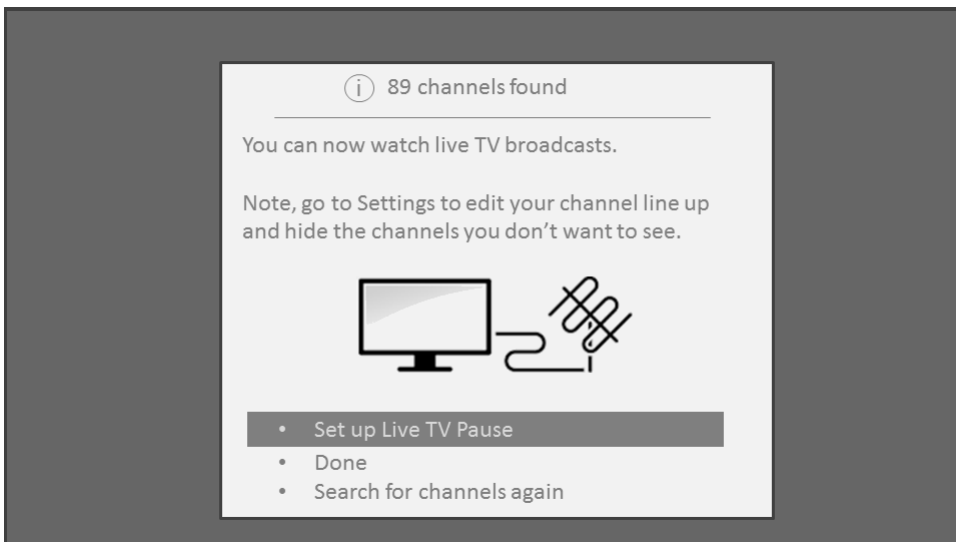 i 89 channels found
You can now watch live TV broadcasts.
Note, go to Settings to edit your channel line up
and hide the channels you don’t want to see.
• Set up Live TV Pause
• Done
• Search for channels again